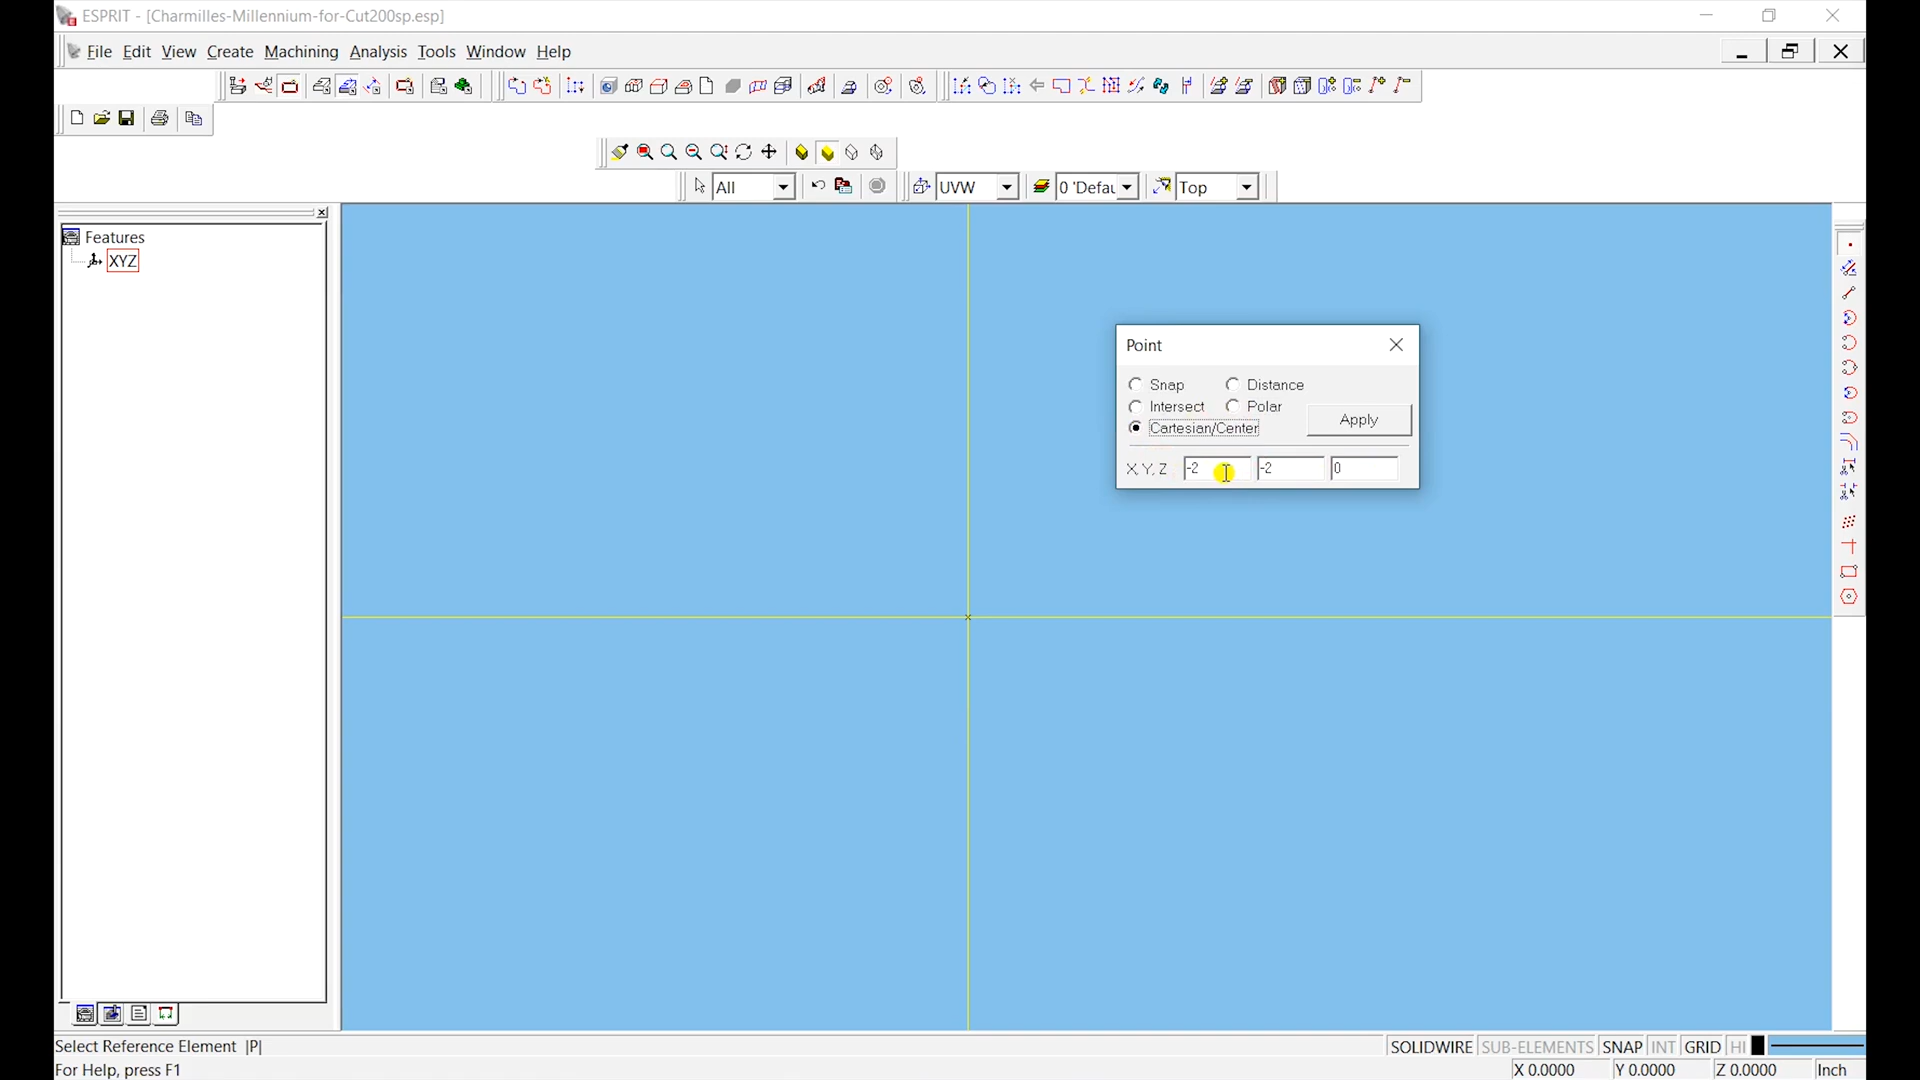 ESPRIT - [Charmilles-Millennium-for-Cut200sp.esp]
File Edit View Create Machining Analysis Tools Window Help
All UVW 0 'Defau Top
Features
XYZ
Point
Snap Distance
Intersect Polar
Cartesian/Center Apply
X, Y, Z -2 -2 0
Select Reference Element |P| SOLIDWIRE SUB-ELEMENTS SNAP INT GRID HI
For Help, press F1 X 0.0000 Y 0.0000 Z 0.0000 Inch